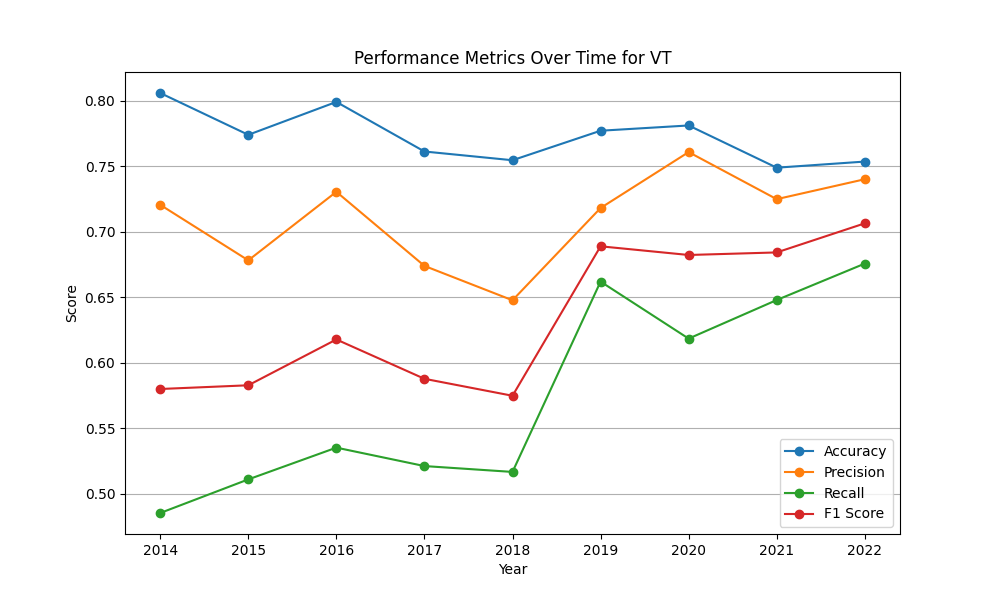 Performance Metrics Over Time for VT
0.80
0.75
0.70
0.65
0.60
0.55
0.50
Score
Accuracy
Precision
Recall
F1 Score
2014 2015 2016 2017 2018 2019 2020 2021 2022
Year